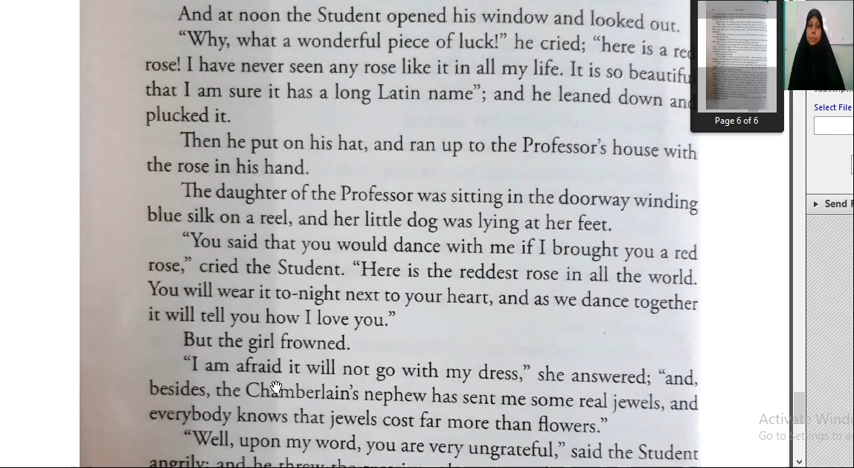 And at noon the Student opened his window and looked out.
“Why, what a wonderful piece of luck!” he cried; “here is a red
rose! I have never seen any rose like it in all my life. It is so beautifu
that I am sure it has a long Latin name”; and he leaned down and
plucked it.
Then he put on his hat, and ran up to the Professor’s house with
the rose in his hand.
The daughter of the Professor was sitting in the doorway winding
blue silk on a reel, and her little dog was lying at her feet.
“You said that you would dance with me if I brought you a red
rose,” cried the Student. “Here is the reddest rose in all the world.
You will wear it to-night next to your heart, and as we dance together
it will tell you how I love you.”
But the girl frowned.
“I am afraid it will not go with my dress,” she answered; “and,
besides, the Chamberlain’s nephew has sent me some real jewels, and
everybody knows that jewels cost far more than flowers.”
“Well, upon my word, you are very ungrateful,” said the Student
angrily; and he threw the
Page 6 of 6
Select File
Send
Activate Windo
Go to Settings to a